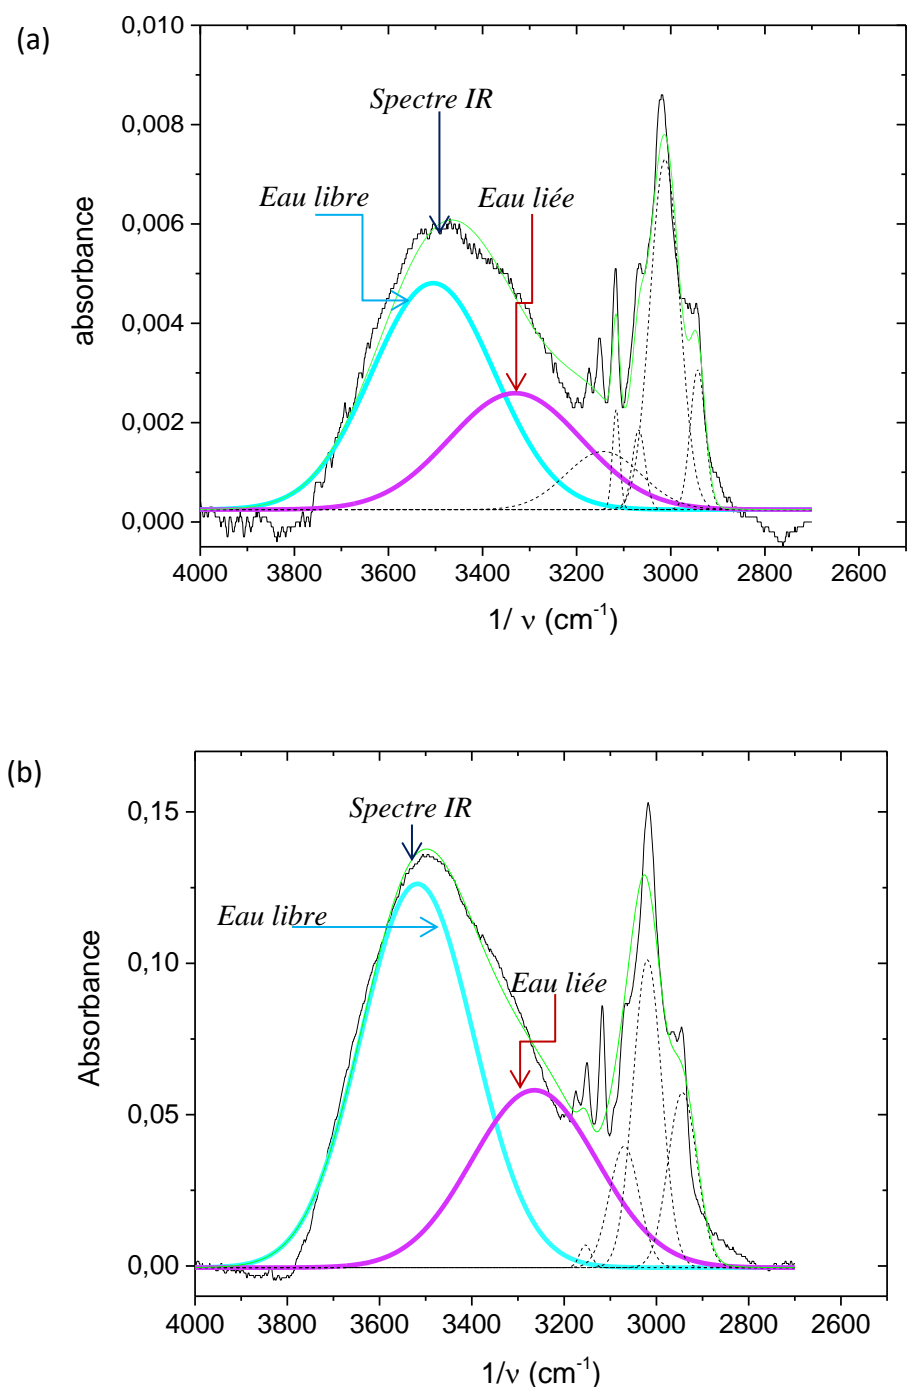 (a)
0,010
0,008
0,006
0,004
0,002
0,000
absorbance
Spectre IR
Eau libre
Eau liée
4000 3800 3600 3400 3200 3000 2800 2600
1/ ν (cm-1)
(b)
0,15
0,10
0,05
0,00
Absorbance
Spectre IR
Eau libre
Eau liée
4000 3800 3600 3400 3200 3000 2800 2600
1/ν (cm-1)